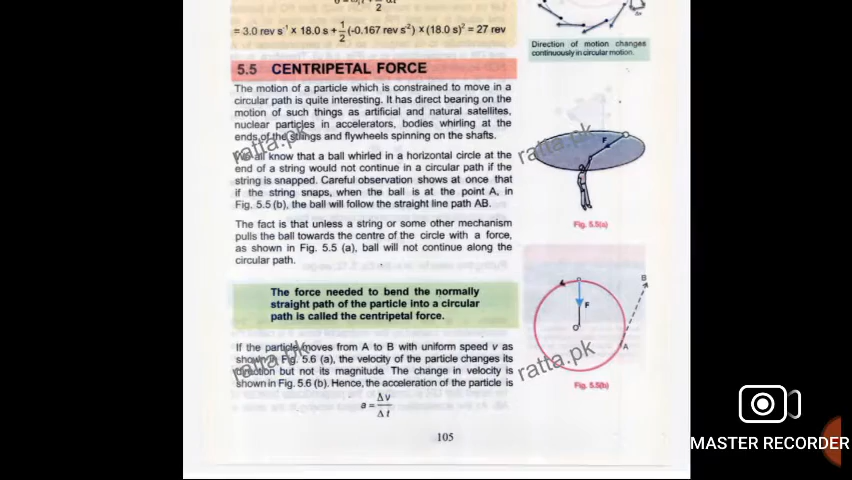 = 3.0 rev s⁻¹ × 18.0 s + 1/2 (-0.167 rev s⁻²) × (18.0 s)² = 27 rev
Direction of motion changes
continuously in circular motion.
5.5 CENTRIPETAL FORCE
The motion of a particle which is constrained to move in a
circular path is quite interesting. It has direct bearing on the
motion of such things as artificial and natural satellites,
nuclear particles in accelerators, bodies whirling at the
ends of the strings and flywheels spinning on the shafts.
We all know that a ball whirled in a horizontal circle at the
end of a string would not continue in a circular path if the
string is snapped. Careful observation shows at once that
if the string snaps, when the ball is at the point A, in
Fig. 5.5 (b), the ball will follow the straight line path AB.
The fact is that unless a string or some other mechanism
pulls the ball towards the centre of the circle with a force,
as shown in Fig. 5.5 (a), ball will not continue along the
circular path.
The force needed to bend the normally
straight path of the particle into a circular
path is called the centripetal force.
If the particle moves from A to B with uniform speed v as
shown in Fig. 5.6 (a), the velocity of the particle changes its
direction but not its magnitude. The change in velocity is
shown in Fig. 5.6 (b). Hence, the acceleration of the particle is
a = Δv / Δt
105
F
Fig. 5.5(a)
B
F
O
A
Fig. 5.5(b)
ratta.pk
ratta.pk
ratta.pk
ratta.pk
MASTER RECORDER